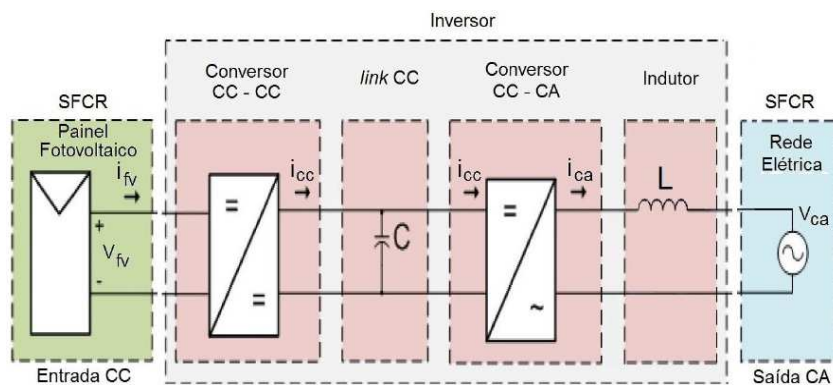 Inversor
Conversor
CC - CC
link CC
Conversor
CC - CA
Indutor
SFCR
SFCR
Painel
Fotovoltaico
Rede
Elétrica
i_fv
i_cc
i_cc
i_ca
L
V_ca
=
=
+
V_fv
-
C
=
~
Entrada CC
Saída CA